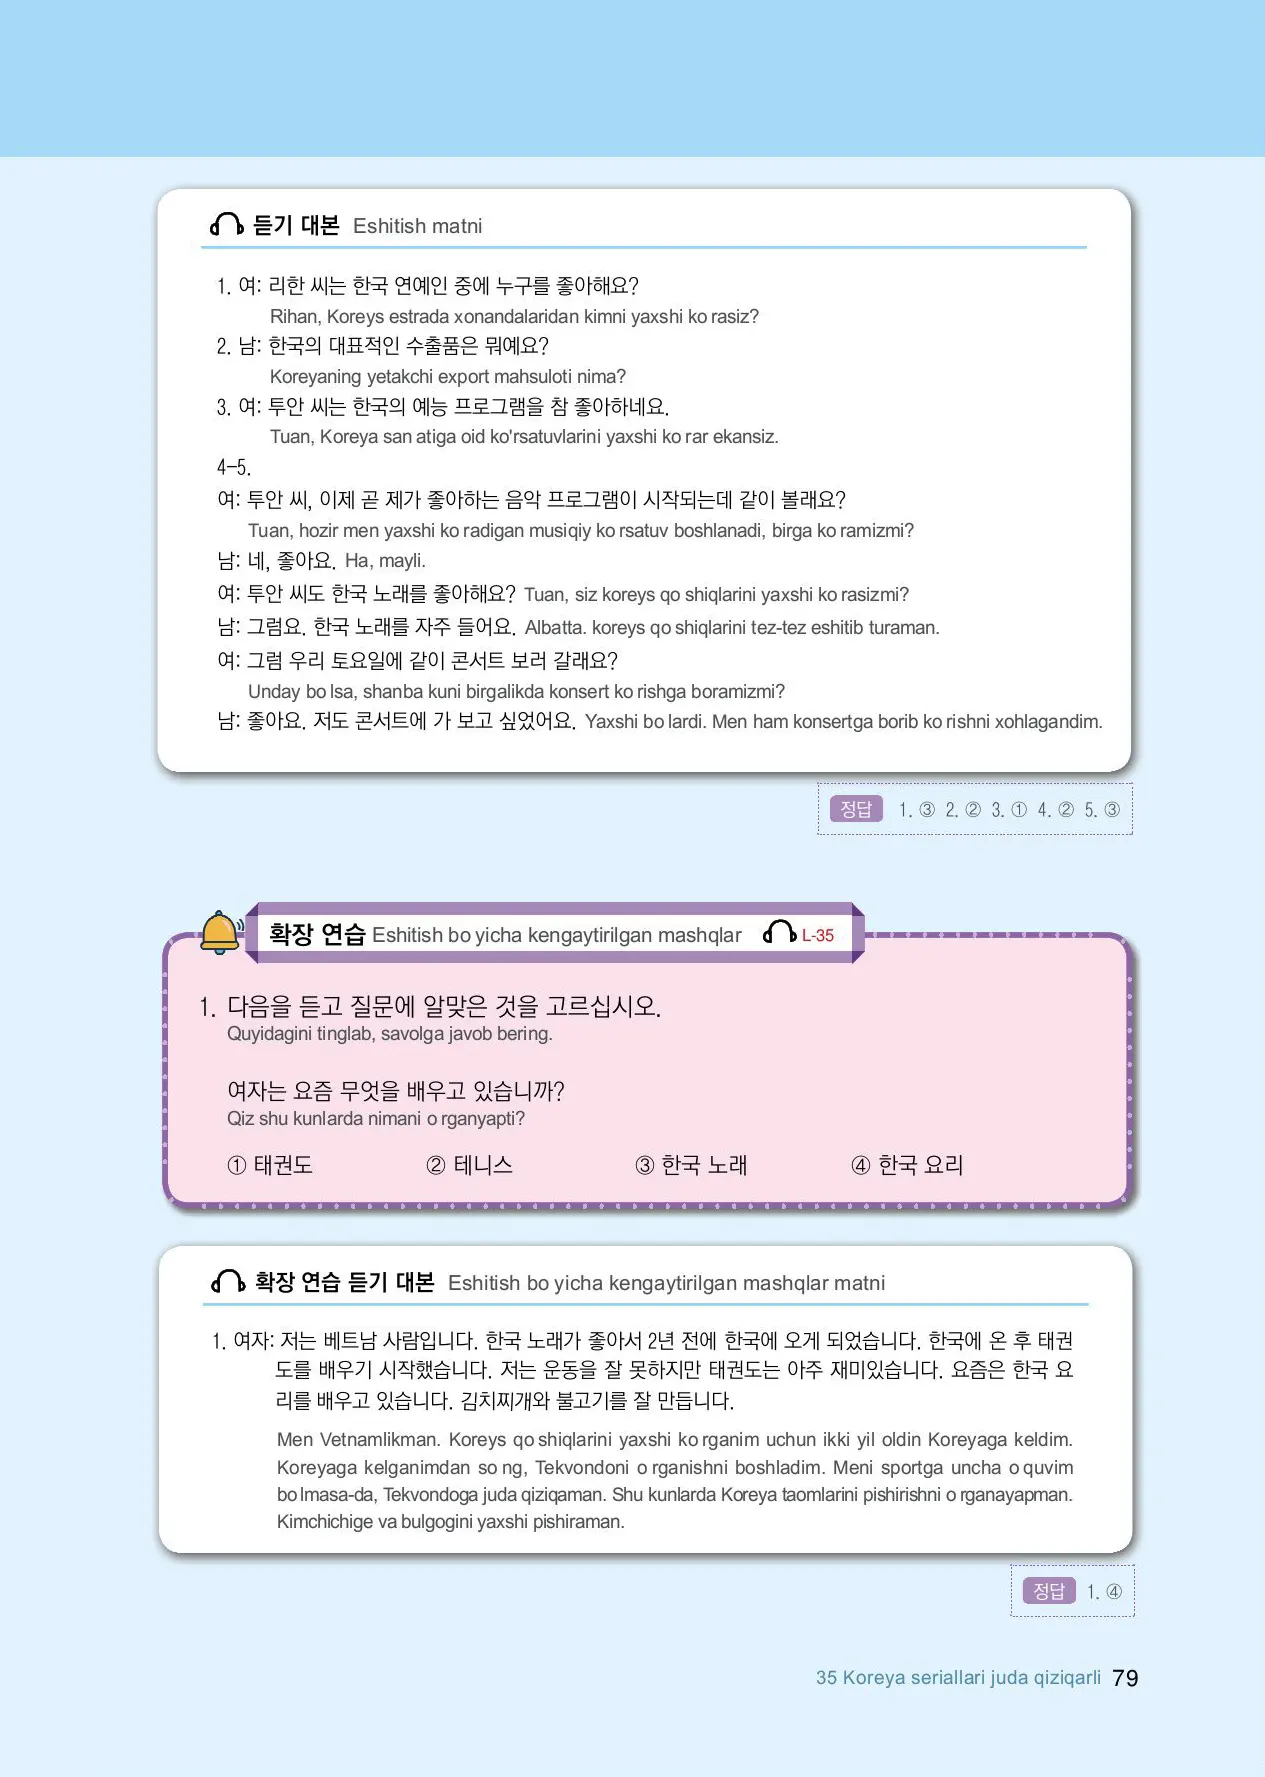 듣기 대본 Eshitish matni
1. 여: 리한 씨는 한국 연예인 중에 누구를 좋아해요?
Rihan, Koreys estrada xonandalaridan kimni yaxshi ko rasiz?
2. 남: 한국의 대표적인 수출품은 뭐예요?
Koreyaning yetakchi export mahsuloti nima?
3. 여: 투안 씨는 한국의 예능 프로그램을 참 좋아하네요.
Tuan, Koreya san atiga oid ko'rsatuvlarini yaxshi ko rar ekansiz.
4-5.
여: 투안 씨, 이제 곧 제가 좋아하는 음악 프로그램이 시작되는데 같이 볼래요?
Tuan, hozir men yaxshi ko radigan musiqiy ko rsatuv boshlanadi, birga ko ramizmi?
남: 네, 좋아요. Ha, mayli.
여: 투안 씨도 한국 노래를 좋아해요? Tuan, siz koreys qo shiqlarini yaxshi ko rasizmi?
남: 그럼요. 한국 노래를 자주 들어요. Albatta. koreys qo shiqlarini tez-tez eshitib turaman.
여: 그럼 우리 토요일에 같이 콘서트 보러 갈래요?
Unday bo lsa, shanba kuni birgalikda konsert ko rishga boramizmi?
남: 좋아요. 저도 콘서트에 가 보고 싶었어요. Yaxshi bo lardi. Men ham konsertga borib ko rishni xohlagandim.
정답 1. ③ 2. ② 3. ① 4. ② 5. ③
확장 연습 Eshitish bo yicha kengaytirilgan mashqlar L-35
1. 다음을 듣고 질문에 알맞은 것을 고르십시오.
Quyidagini tinglab, savolga javob bering.
여자는 요즘 무엇을 배우고 있습니까?
Qiz shu kunlarda nimani o rganyapti?
① 태권도 ② 테니스 ③ 한국 노래 ④ 한국 요리
확장 연습 듣기 대본 Eshitish bo yicha kengaytirilgan mashqlar matni
1. 여자: 저는 베트남 사람입니다. 한국 노래가 좋아서 2년 전에 한국에 오게 되었습니다. 한국에 온 후 태권
도를 배우기 시작했습니다. 저는 운동을 잘 못하지만 태권도는 아주 재미있습니다. 요즘은 한국 요
리를 배우고 있습니다. 김치찌개와 불고기를 잘 만듭니다.
Men Vetnamlikman. Koreys qo shiqlarini yaxshi ko rganim uchun ikki yil oldin Koreyaga keldim.
Koreyaga kelganimdan so ng, Tekvondoni o rganishni boshladim. Meni sportga uncha o quvim
bo lmasa-da, Tekvondoga juda qiziqaman. Shu kunlarda Koreya taomlarini pishirishni o rganayapman.
Kimchichige va bulgogini yaxshi pishiraman.
정답 1. ④
35 Koreya seriallari juda qiziqarli 79